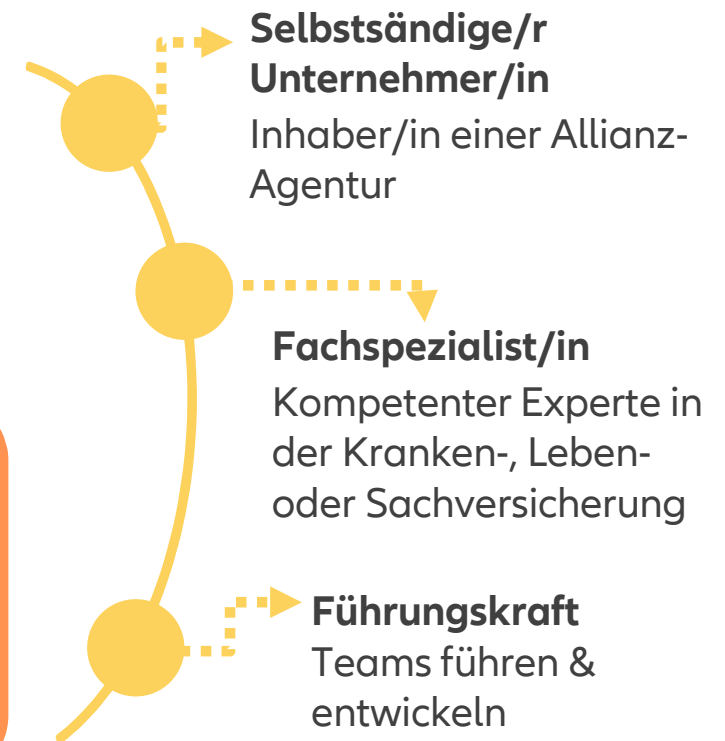 Selbstsändige/r
Unternehmer/in
Inhaber/in einer Allianz-
Agentur
Fachspezialist/in
Kompetenter Experte in
der Kranken-, Leben-
oder Sachversicherung
Führungskraft
Teams führen &
entwickeln